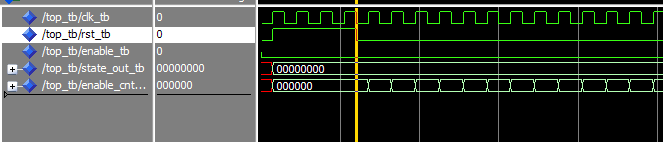 /top_tb/clk_tb 0
/top_tb/rst_tb 0
/top_tb/enable_tb 0
/top_tb/state_out_tb 00000000 00000000
/top_tb/enable_cnt... 000000 000000